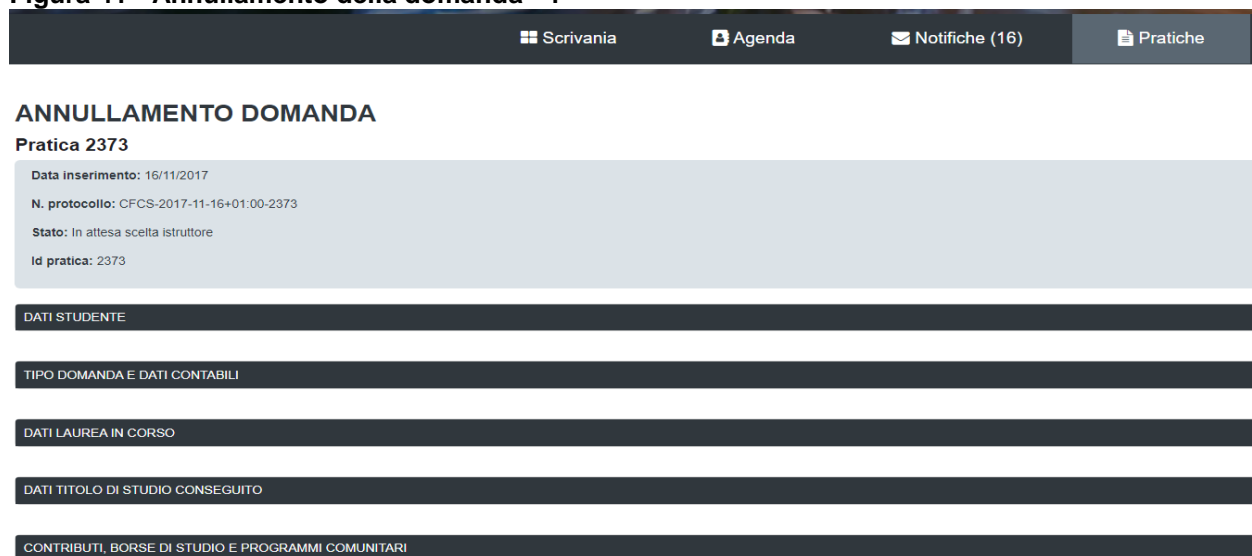 Scrivania
Agenda
Notifiche (16)
Pratiche
ANNULLAMENTO DOMANDA
Pratica 2373
Data inserimento: 16/11/2017
N. protocollo: CFCS-2017-11-16+01:00-2373
Stato: In attesa scelta istruttore
Id pratica: 2373
DATI STUDENTE
TIPO DOMANDA E DATI CONTABILI
DATI LAUREA IN CORSO
DATI TITOLO DI STUDIO CONSEGUITO
CONTRIBUTI, BORSE DI STUDIO E PROGRAMMI COMUNITARI